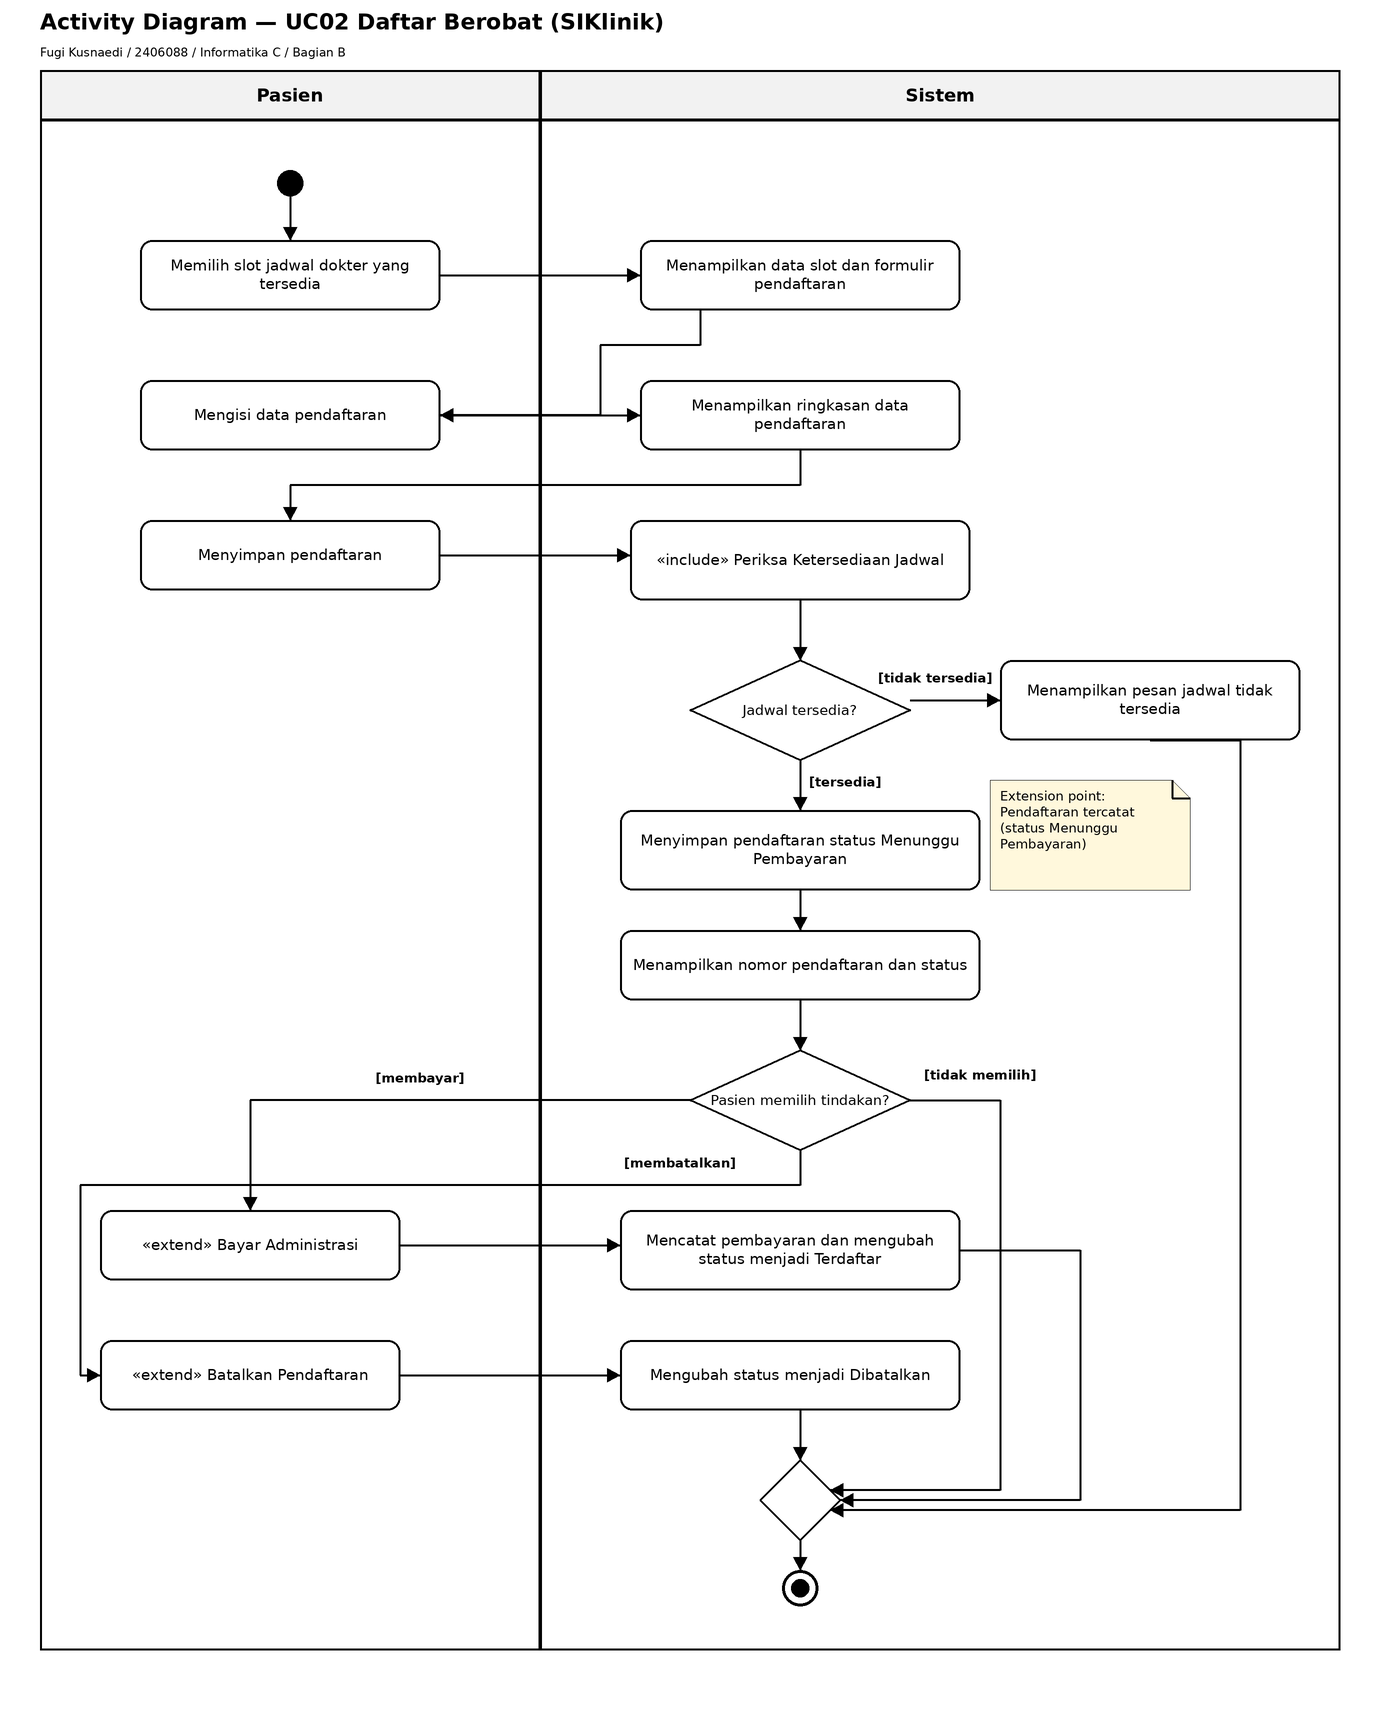 Activity Diagram — UC02 Daftar Berobat (SIKlinik)
Fugi Kusnaedi / 2406088 / Informatika C / Bagian B
Pasien
Sistem
Memilih slot jadwal dokter yang
tersedia
Menampilkan data slot dan formulir
pendaftaran
Mengisi data pendaftaran
Menampilkan ringkasan data
pendaftaran
Menyimpan pendaftaran
«include» Periksa Ketersediaan Jadwal
Jadwal tersedia?
[tidak tersedia]
Menampilkan pesan jadwal tidak
tersedia
[tersedia]
Menyimpan pendaftaran status Menunggu
Pembayaran
Extension point:
Pendaftaran tercatat
(status Menunggu
Pembayaran)
Menampilkan nomor pendaftaran dan status
[membayar]
Pasien memilih tindakan?
[tidak memilih]
[membatalkan]
«extend» Bayar Administrasi
Mencatat pembayaran dan mengubah
status menjadi Terdaftar
«extend» Batalkan Pendaftaran
Mengubah status menjadi Dibatalkan